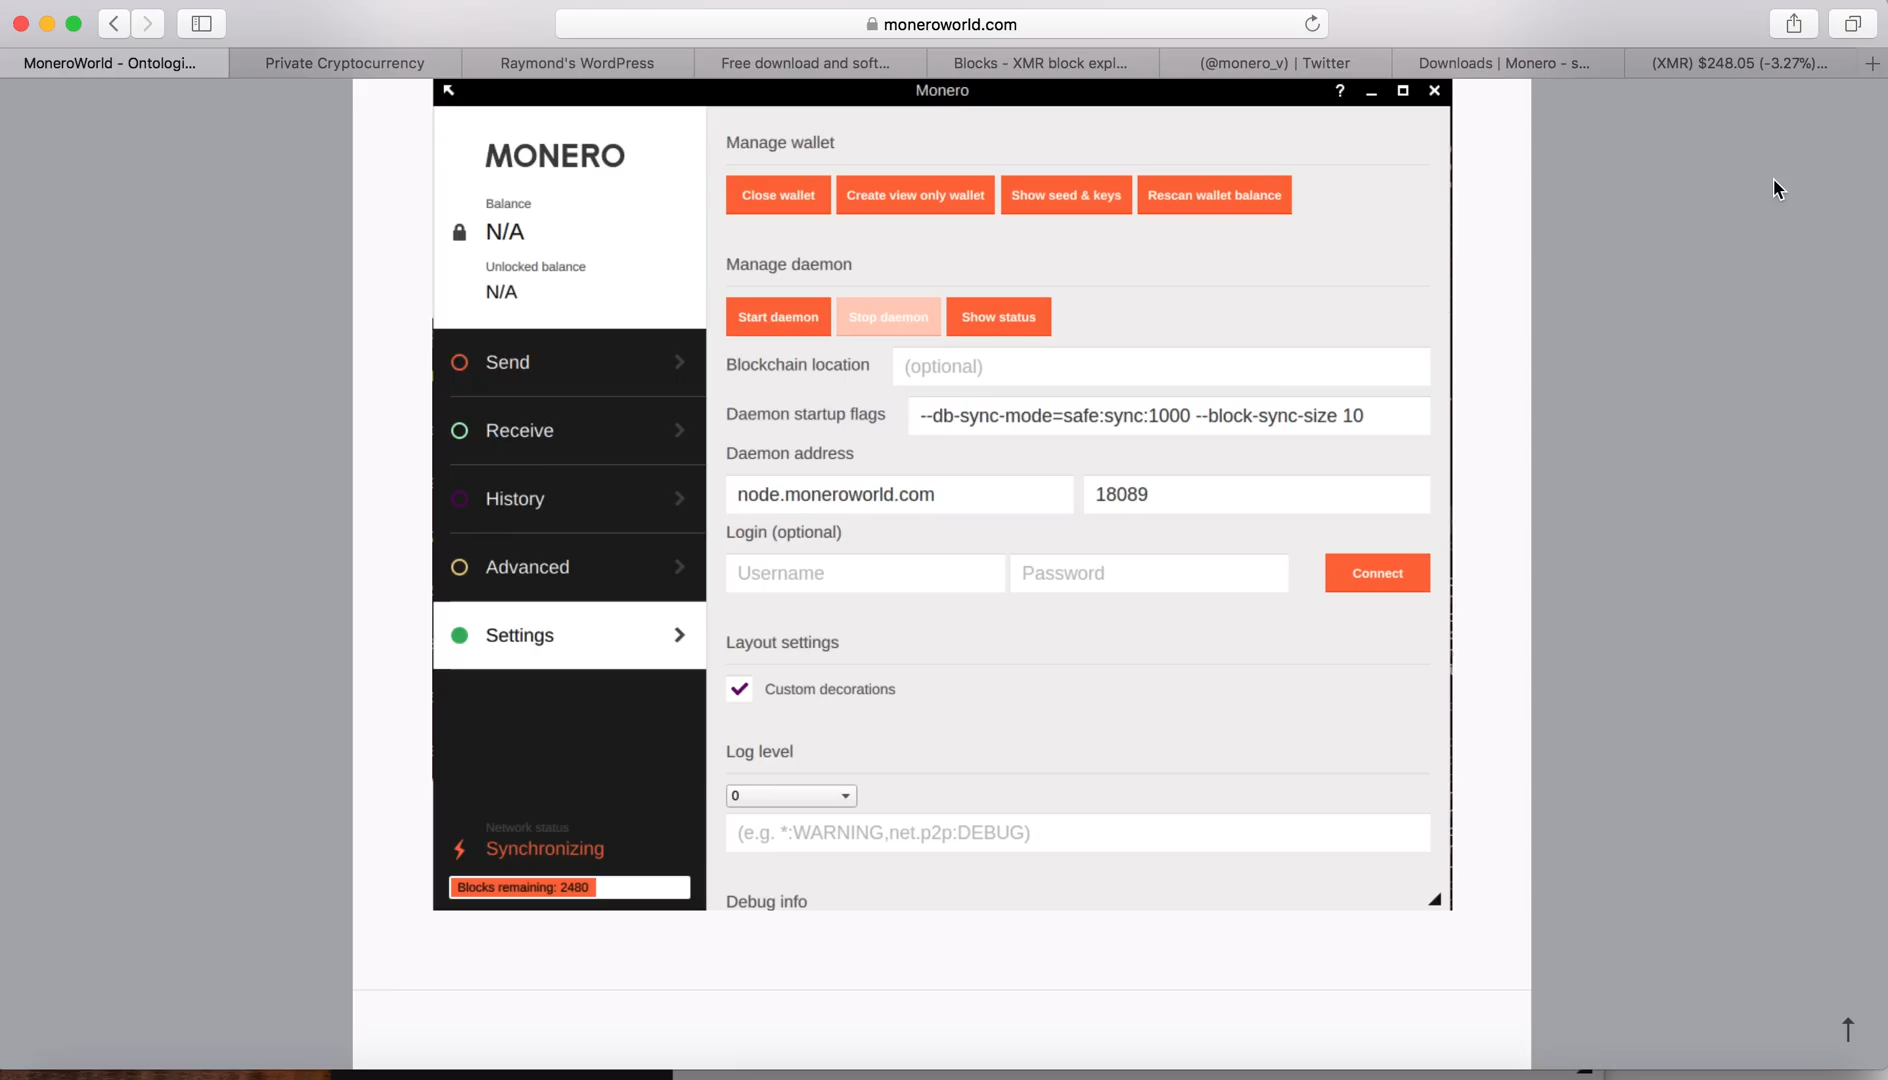 moneroworld.com
MoneroWorld - Ontologi...
Private Cryptocurrency
Raymond's WordPress
Free download and soft...
Blocks - XMR block expl...
(@monero_v) | Twitter
Downloads | Monero - s...
(XMR) $248.05 (-3.27%)...
Monero
?
MONERO
Balance
N/A
Unlocked balance
N/A
Send
Receive
History
Advanced
Settings
Network status
Synchronizing
Blocks remaining: 2480
Manage wallet
Close wallet
Create view only wallet
Show seed & keys
Rescan wallet balance
Manage daemon
Start daemon
Stop daemon
Show status
Blockchain location
(optional)
Daemon startup flags
--db-sync-mode=safe:sync:1000 --block-sync-size 10
Daemon address
node.moneroworld.com
18089
Login (optional)
Username
Password
Connect
Layout settings
Custom decorations
Log level
0
(e.g. *:WARNING,net.p2p:DEBUG)
Debug info